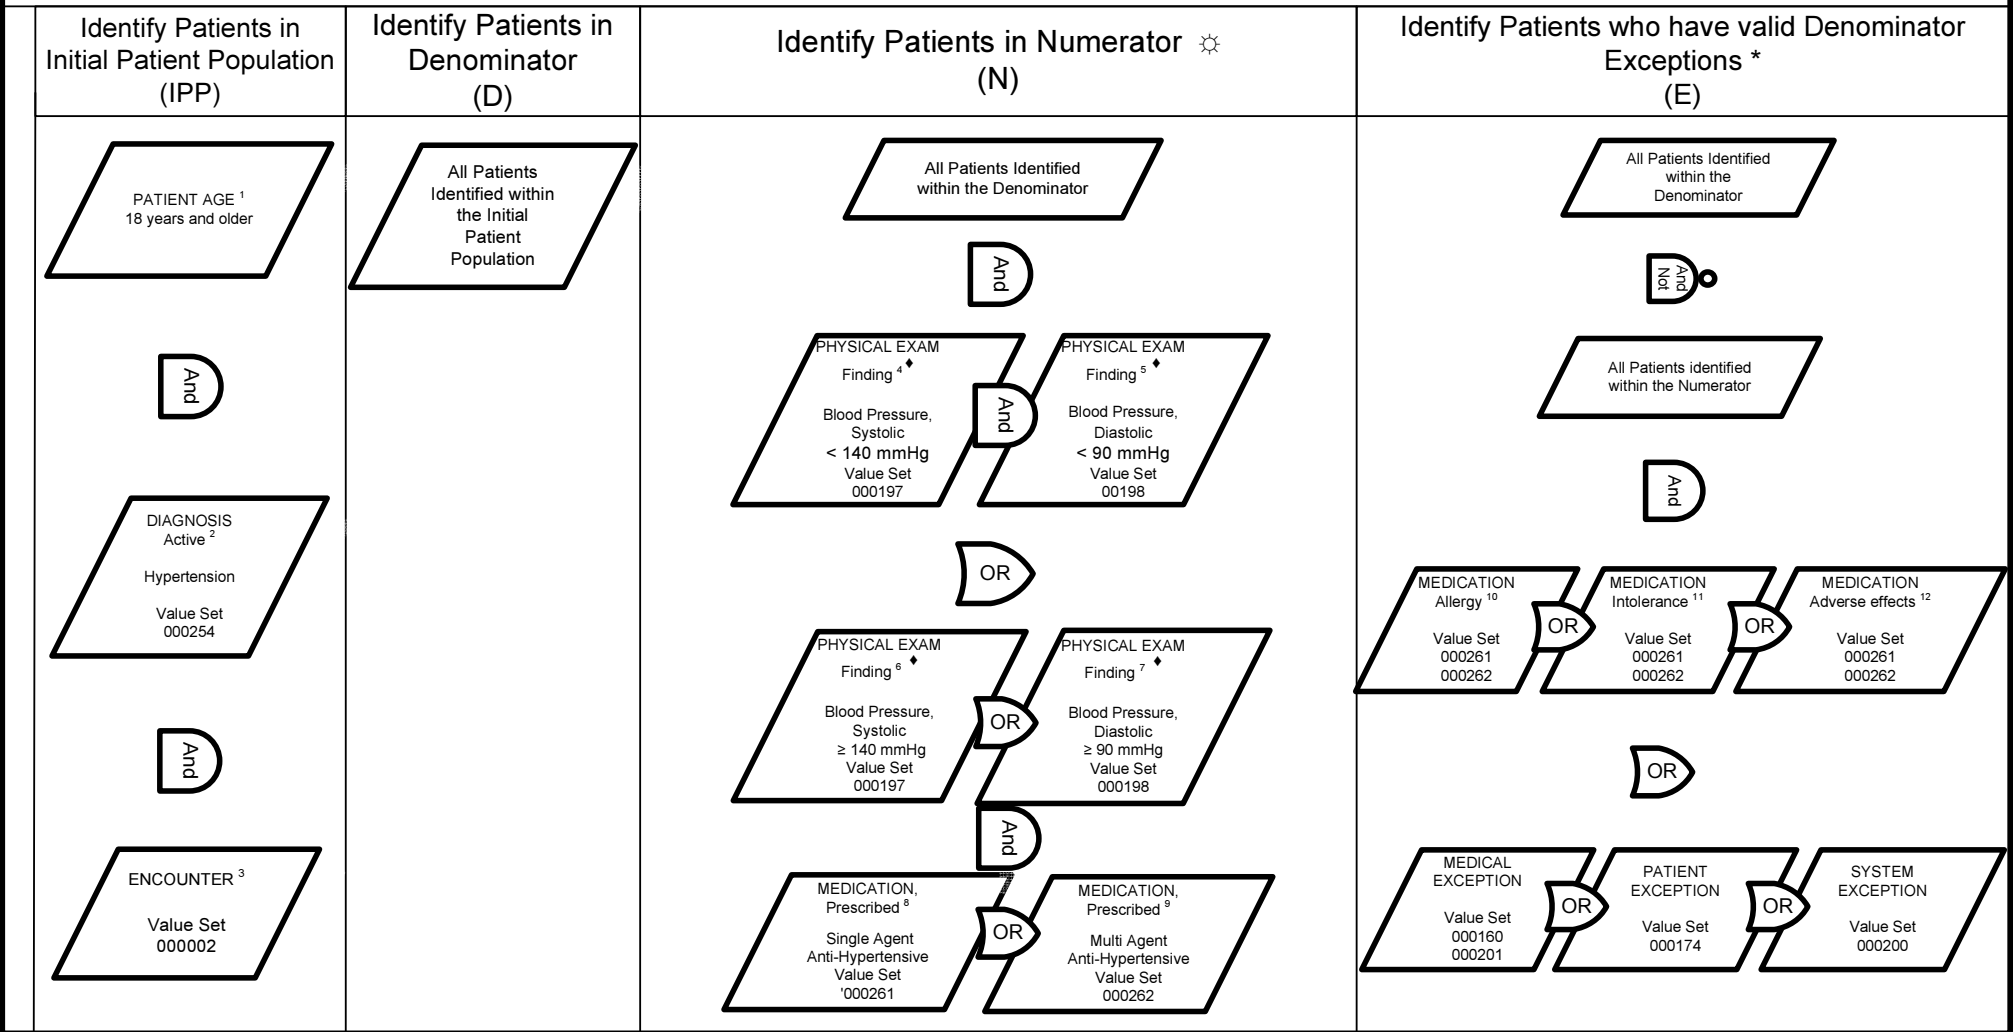 Identify Patients in
Initial Patient Population
(IPP)
Identify Patients in
Denominator
(D)
Identify Patients in Numerator ☼
(N)
Identify Patients who have valid Denominator
Exceptions *
(E)
PATIENT AGE 1
18 years and older
And
DIAGNOSIS
Active 2
Hypertension
Value Set
000254
And
ENCOUNTER 3
Value Set
000002
All Patients
Identified within
the Initial
Patient
Population
All Patients Identified
within the Denominator
And
PHYSICAL EXAM
Finding 4 ♦
Blood Pressure,
Systolic
< 140 mmHg
Value Set
000197
And
PHYSICAL EXAM
Finding 5 ♦
Blood Pressure,
Diastolic
< 90 mmHg
Value Set
00198
OR
PHYSICAL EXAM
Finding 6 ♦
Blood Pressure,
Systolic
≥ 140 mmHg
Value Set
000197
OR
PHYSICAL EXAM
Finding 7 ♦
Blood Pressure,
Diastolic
≥ 90 mmHg
Value Set
000198
And
MEDICATION,
Prescribed 8
Single Agent
Anti-Hypertensive
Value Set
'000261
OR
MEDICATION,
Prescribed 9
Multi Agent
Anti-Hypertensive
Value Set
000262
All Patients Identified
within the
Denominator
And
Not
All Patients identified
within the Numerator
And
MEDICATION
Allergy 10
Value Set
000261
000262
OR
MEDICATION
Intolerance 11
Value Set
000261
000262
OR
MEDICATION
Adverse effects 12
Value Set
000261
000262
OR
MEDICAL
EXCEPTION
Value Set
000160
000201
OR
PATIENT
EXCEPTION
Value Set
000174
OR
SYSTEM
EXCEPTION
Value Set
000200